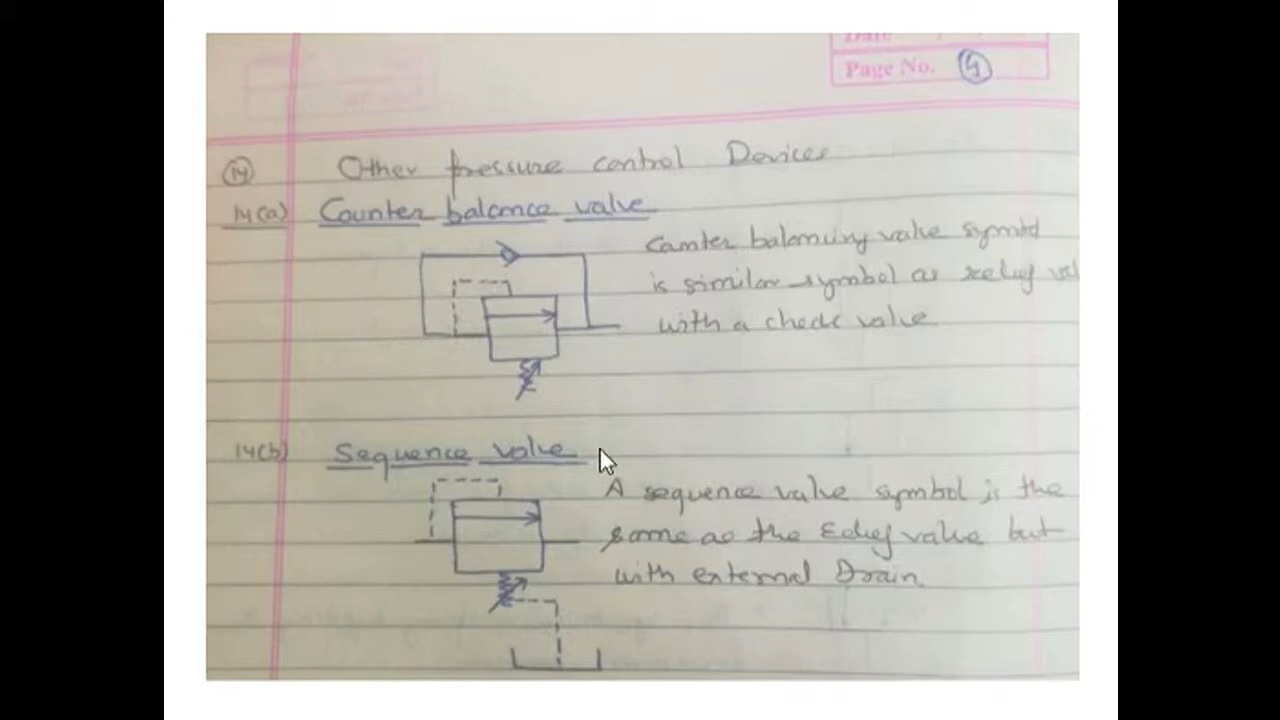 Date
Page No. 4
14 Other pressure control Devices
14(a) Counter balance valve
Counter balancing valve symbol
is similar symbol as relief val
with a check valve
14(b) Sequence valve
A sequence valve symbol is the
same as the relief valve but
with external Drain.